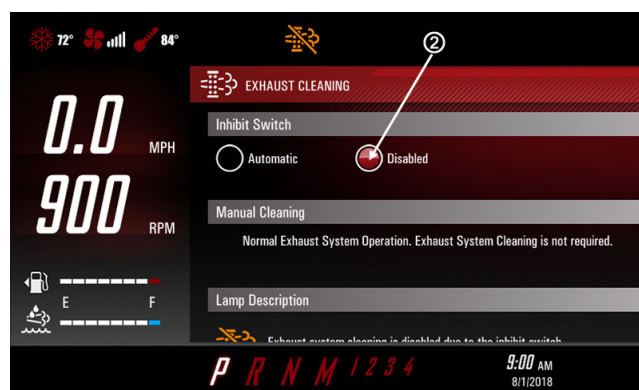 72° 84°
2
EXHAUST CLEANING
Inhibit Switch
0.0 MPH
Automatic Disabled
900 RPM
Manual Cleaning
Normal Exhaust System Operation. Exhaust System Cleaning is not required.
E F
Lamp Description
Exhaust system cleaning is disabled due to the inhibit switch
P R N M 1 2 3 4
9:00 AM
8/1/2018